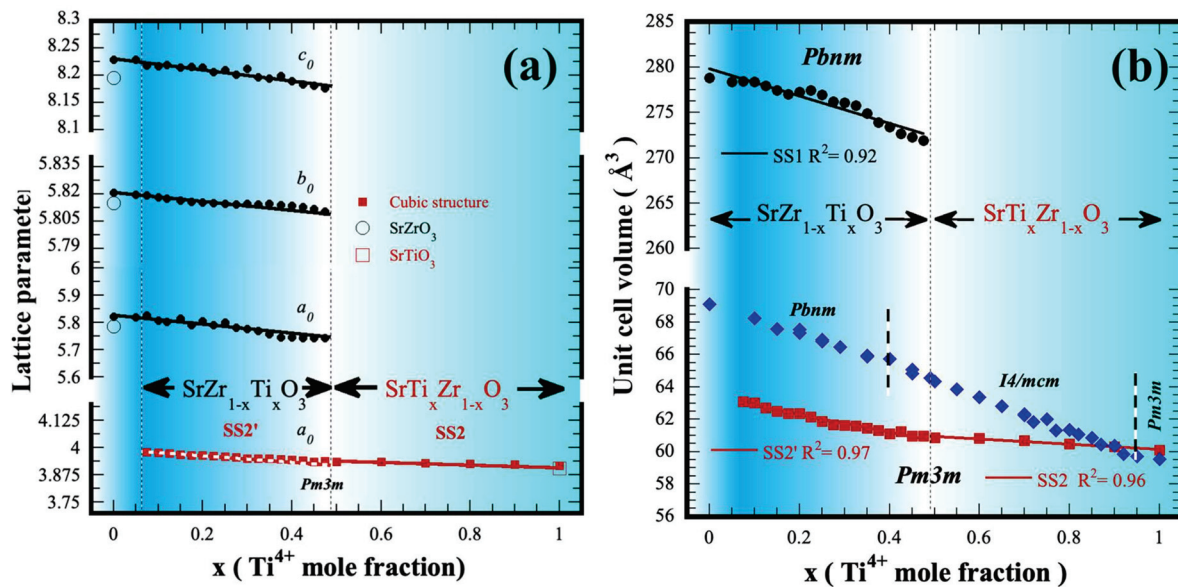 (a)
8.25
8.23
8.2
8.15
8.1
5.835
5.82
5.805
5.79
6
5.9
5.8
5.7
5.6
4.125
4
3.875
3.75
Lattice parameter
c₀
b₀
a₀
a₀
Cubic structure
SrZrO₃
SrTiO₃
SrZr₁₋ₓTiₓO₃
SrTiₓZr₁₋ₓO₃
SS2'
SS2
Pm3m
0 0.2 0.4 0.6 0.8 1
x ( Ti⁴⁺ mole fraction)
(b)
285
280
275
270
265
260
70
68
66
64
62
60
58
56
Unit cell volume ( Å³)
Pbnm
SS1 R²= 0.92
SrZr₁₋ₓTiₓO₃
SrTiₓZr₁₋ₓO₃
Pbnm
I4/mcm
Pm3m
SS2' R²= 0.97
Pm3m
SS2 R²= 0.96
0 0.2 0.4 0.6 0.8 1
x ( Ti⁴⁺ mole fraction)